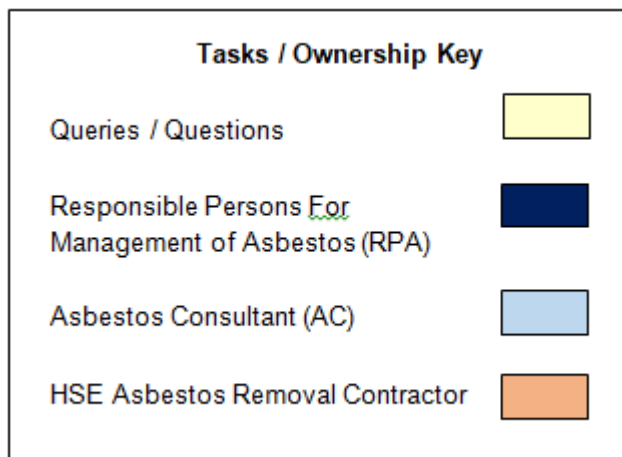 Tasks / Ownership Key
Queries / Questions
Responsible Persons For
Management of Asbestos (RPA)
Asbestos Consultant (AC)
HSE Asbestos Removal Contractor